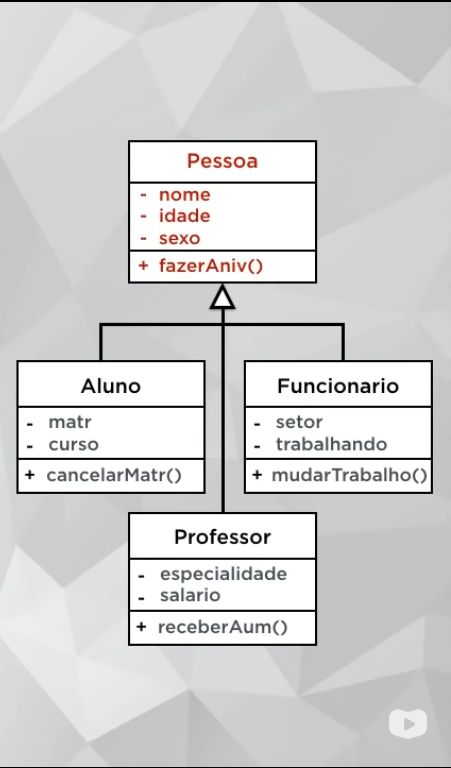 Pessoa
- nome
- idade
- sexo
+ fazerAniv()
Aluno
- matr
- curso
+ cancelarMatr()
Funcionario
- setor
- trabalhando
+ mudarTrabalho()
Professor
- especialidade
- salario
+ receberAum()